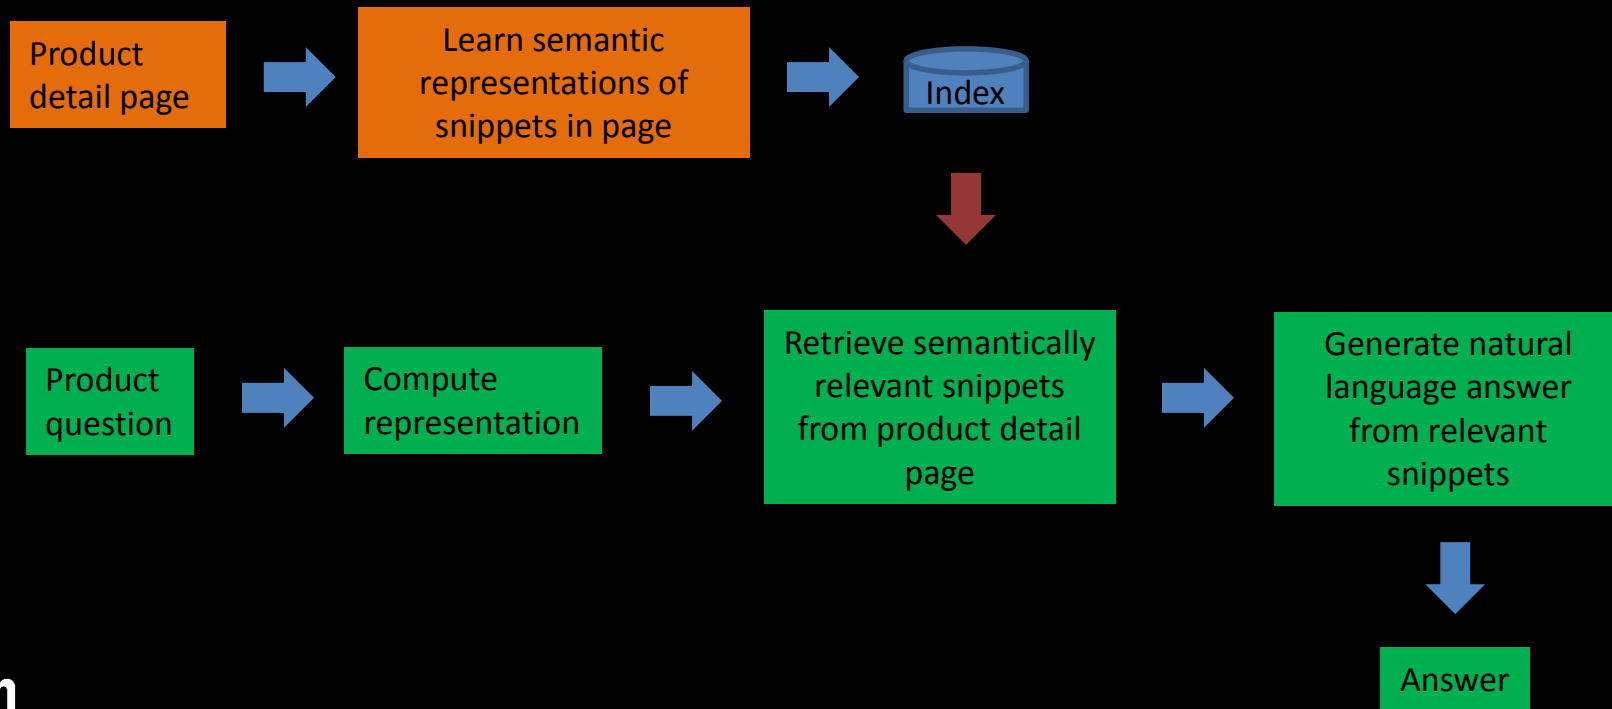 Product
detail page
Learn semantic
representations of
snippets in page
Index
Product
question
Compute
representation
Retrieve semantically
relevant snippets
from product detail
page
Generate natural
language answer
from relevant
snippets
Answer